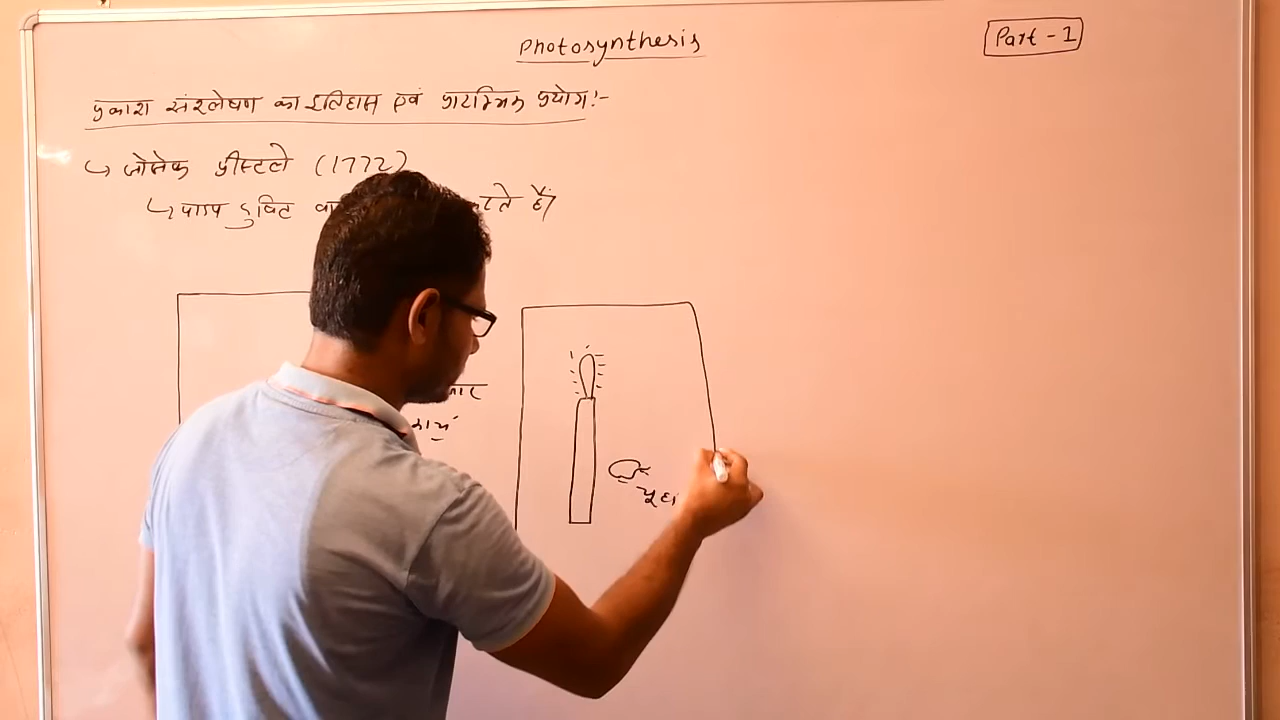 Photosynthesis
Part - 1
प्रकाश संश्लेषण का इतिहास एवं प्रारम्भिक प्रयोग:-
↳ जोसेफ प्रीस्टले (1772)
↳ पादप दुषित करते हैं।
चूहा